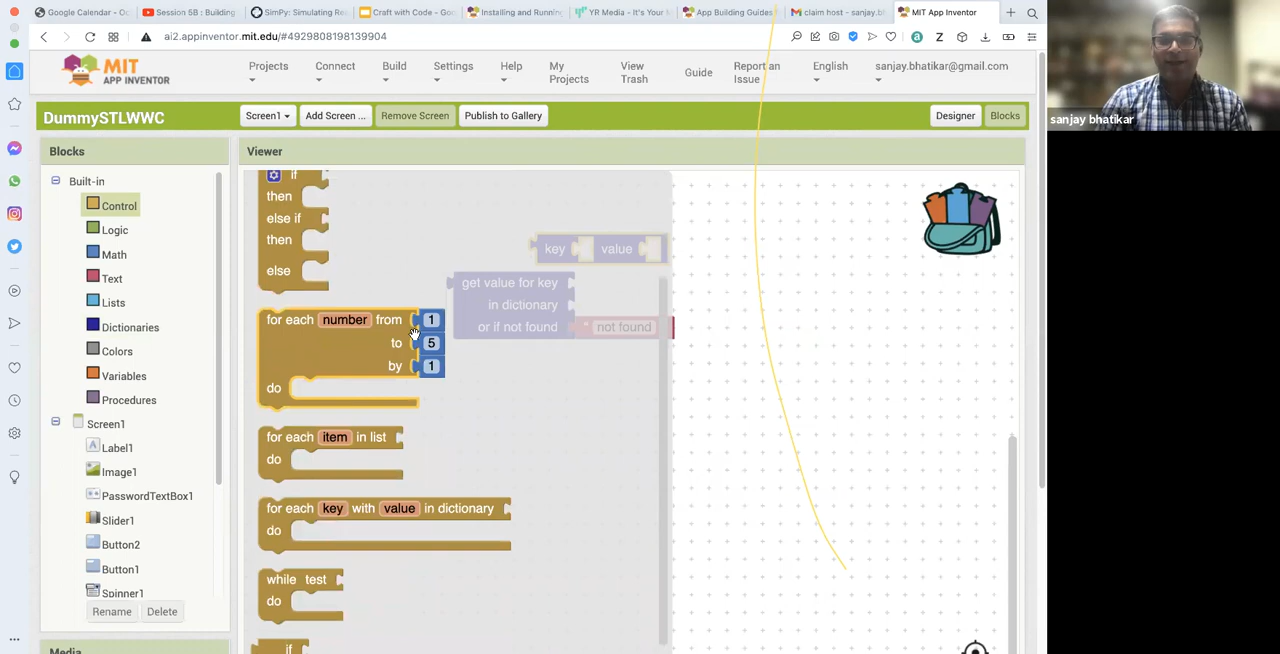 Google Calendar - Oc
Session 5B : Building
SimPy: Simulating Re
Craft with Code - Goo
Installing and Runnin
YR Media - It's Your M
App Building Guides
claim host - sanjay.bh
MIT App Inventor
ai2.appinventor.mit.edu/#4929808198139904
MIT
APP INVENTOR
Projects
Connect
Build
Settings
Help
My Projects
View Trash
Guide
Report an Issue
English
sanjay.bhatikar@gmail.com
DummySTLWWC
Screen1
Add Screen ...
Remove Screen
Publish to Gallery
Designer
Blocks
Blocks
Built-in
Control
Logic
Math
Text
Lists
Dictionaries
Colors
Variables
Procedures
Screen1
Label1
Image1
PasswordTextBox1
Slider1
Button2
Button1
Spinner1
Rename
Delete
Media
Viewer
if
then
else if
then
else
for each number from 1
to 5
by 1
do
for each item in list
do
for each key with value in dictionary
do
while test
do
if
key value
get value for key
in dictionary
or if not found " not found
sanjay bhatikar